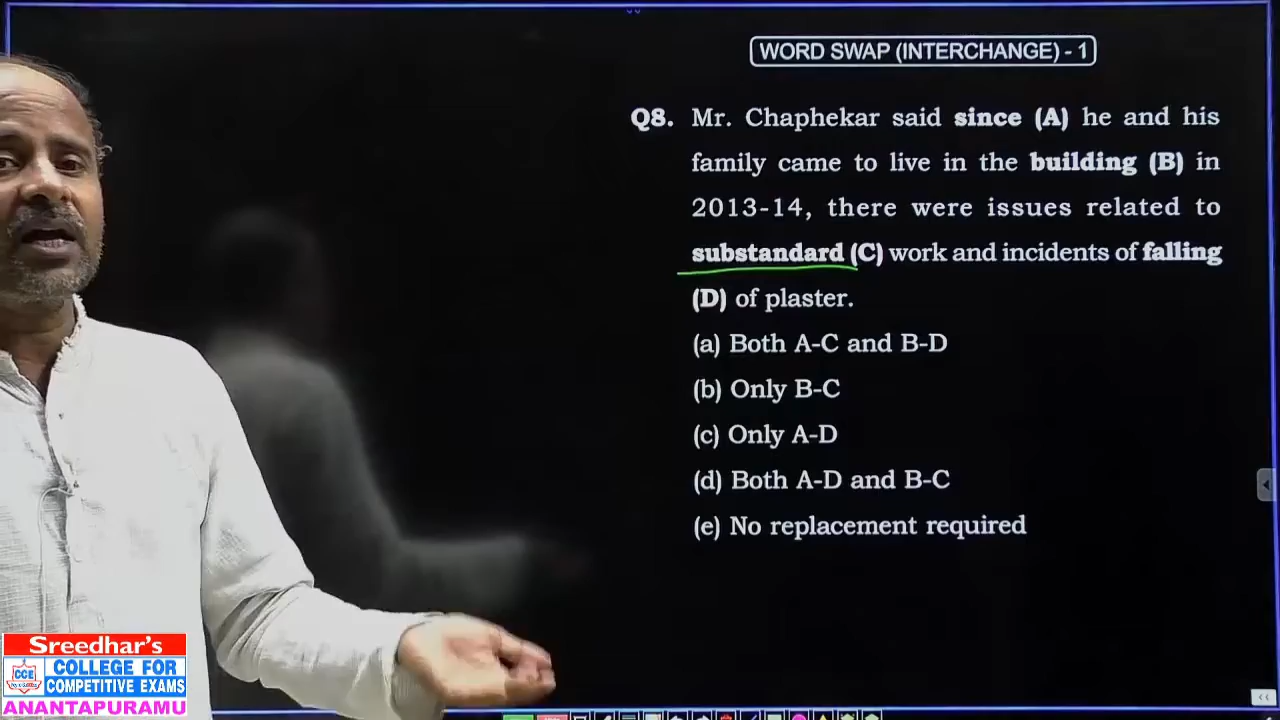 WORD SWAP (INTERCHANGE) - 1
Q8. Mr. Chaphekar said since (A) he and his
family came to live in the building (B) in
2013-14, there were issues related to
substandard (C) work and incidents of falling
(D) of plaster.
(a) Both A-C and B-D
(b) Only B-C
(c) Only A-D
(d) Both A-D and B-C
(e) No replacement required
Sreedhar's
CCE
COLLEGE FOR
COMPETITIVE EXAMS
ANANTAPURAMU